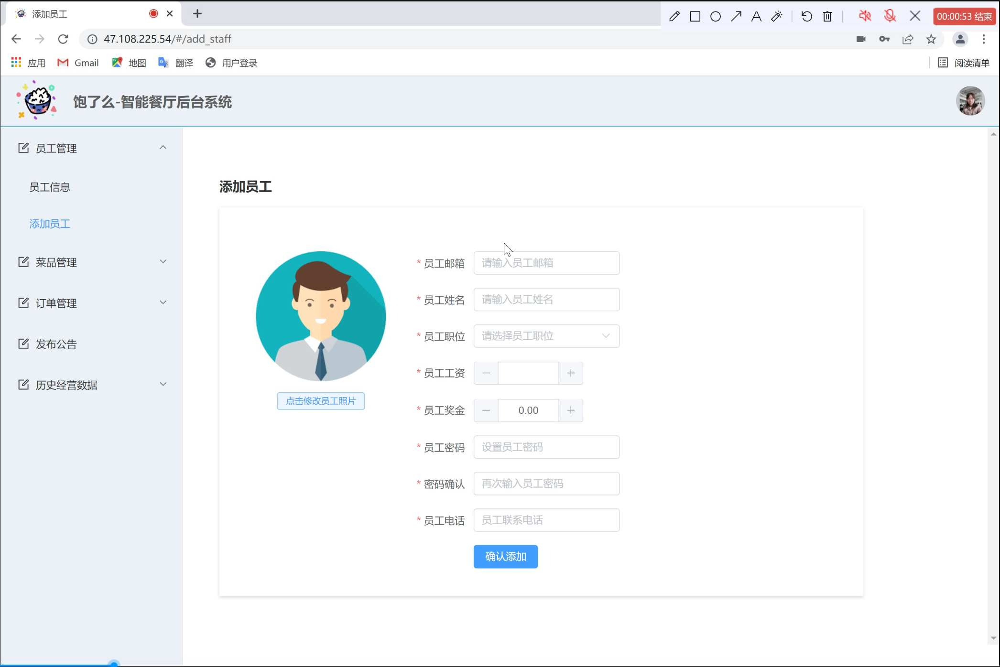 添加员工
00:00:53 结束
47.108.225.54/#/add_staff
应用 Gmail 地图 翻译 用户登录 阅读清单
饱了么-智能餐厅后台系统
员工管理
员工信息
添加员工
菜品管理
订单管理
发布公告
历史经营数据
添加员工
点击修改员工照片
* 员工邮箱 请输入员工邮箱
* 员工姓名 请输入员工姓名
* 员工职位 请选择员工职位
* 员工工资
* 员工奖金 0.00
* 员工密码 设置员工密码
* 密码确认 再次输入员工密码
* 员工电话 员工联系电话
确认添加